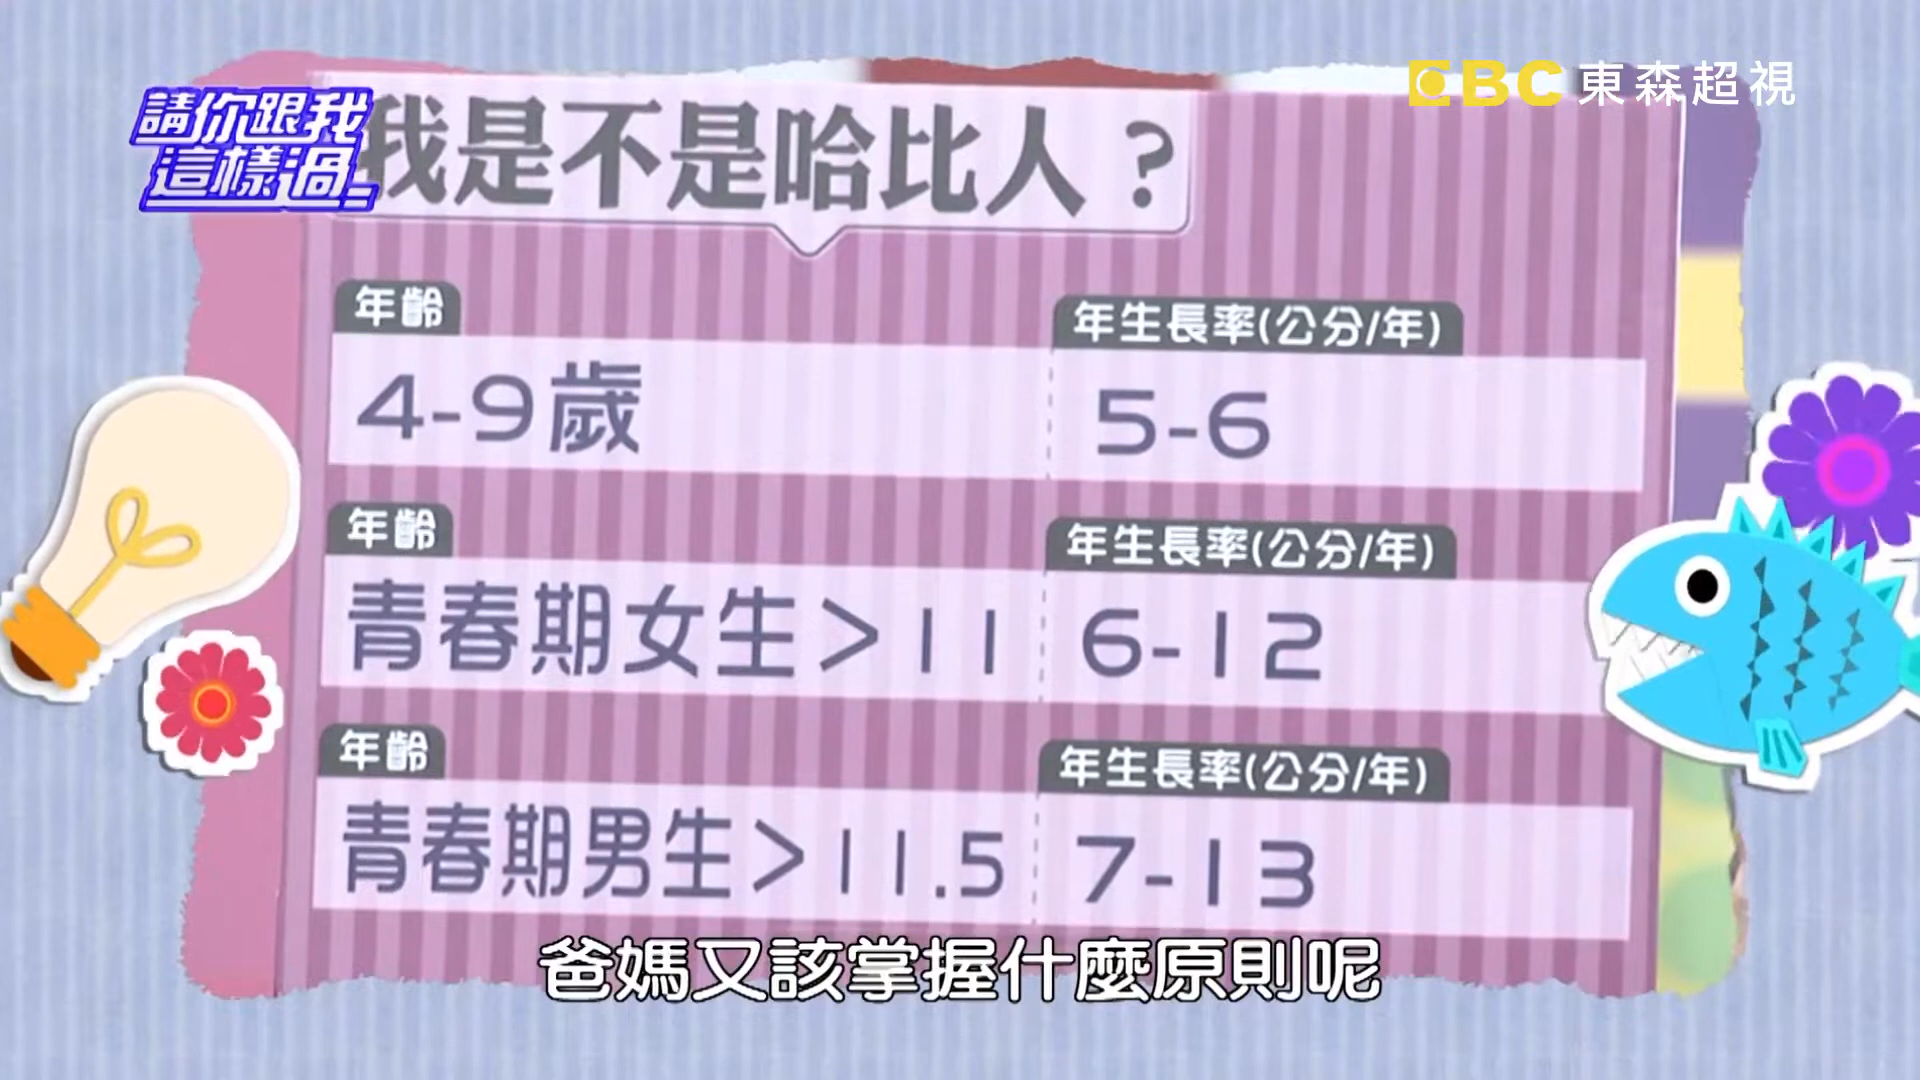 EBC 東森超視
請你跟我
這樣過
我是不是哈比人？
年齡
年生長率(公分/年)
4-9歲
5-6
年齡
年生長率(公分/年)
青春期女生>11
6-12
年齡
年生長率(公分/年)
青春期男生>11.5
7-13
爸媽又該掌握什麼原則呢